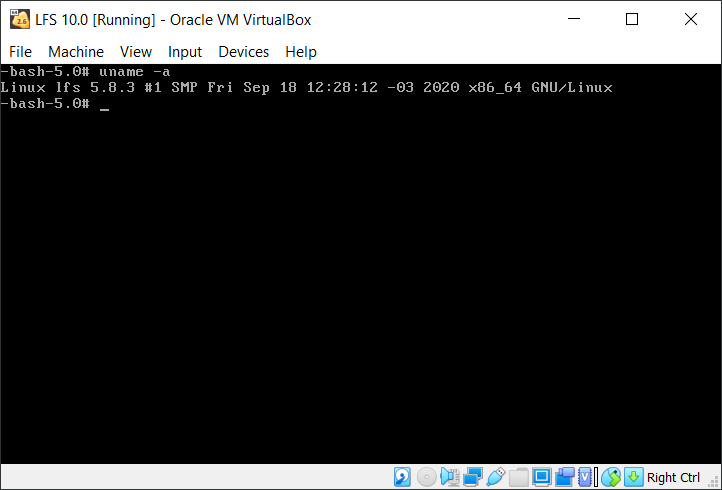 LFS 10.0 [Running] - Oracle VM VirtualBox
File Machine View Input Devices Help
-bash-5.0# uname -a
Linux lfs 5.8.3 #1 SMP Fri Sep 18 12:28:12 -03 2020 x86_64 GNU/Linux
-bash-5.0# _
Right Ctrl